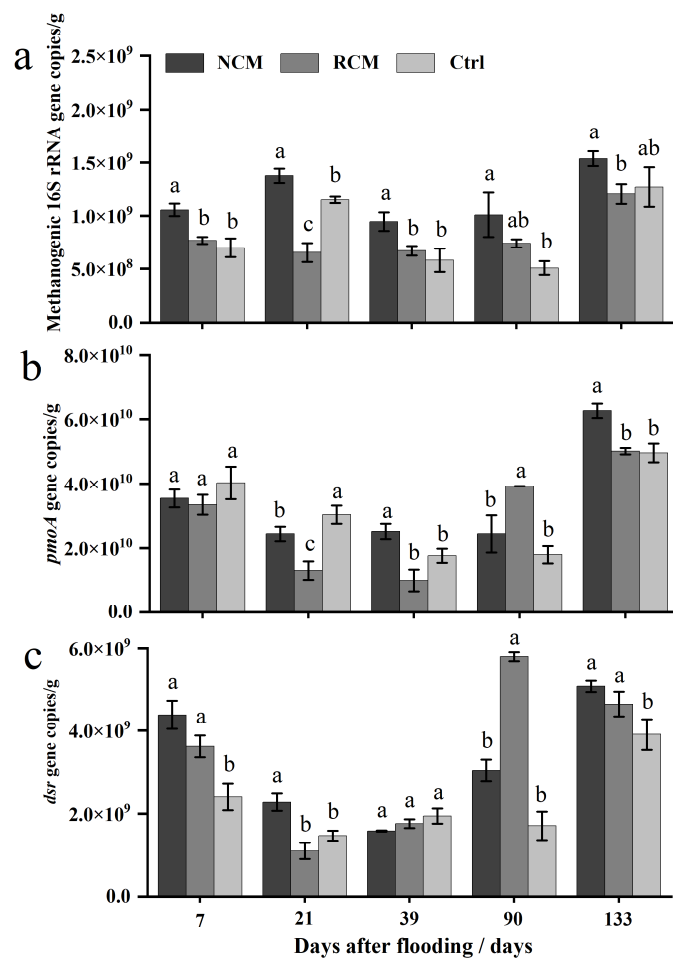 a
NCM RCM Ctrl
Methanogenic 16S rRNA gene copies/g
2.5×10⁹
2.0×10⁹
1.5×10⁹
1.0×10⁹
5.0×10⁸
0.0
a b b
a c b
a b b
a ab b
a b ab
b
pmoA gene copies/g
8.0×10¹⁰
6.0×10¹⁰
4.0×10¹⁰
2.0×10¹⁰
0.0
a a a
b c a
a b b
b a b
a b b
c
dsr gene copies/g
6.0×10⁹
4.0×10⁹
2.0×10⁹
0.0
a a b
a b b
a a a
b a b
a a b
7 21 39 90 133
Days after flooding / days